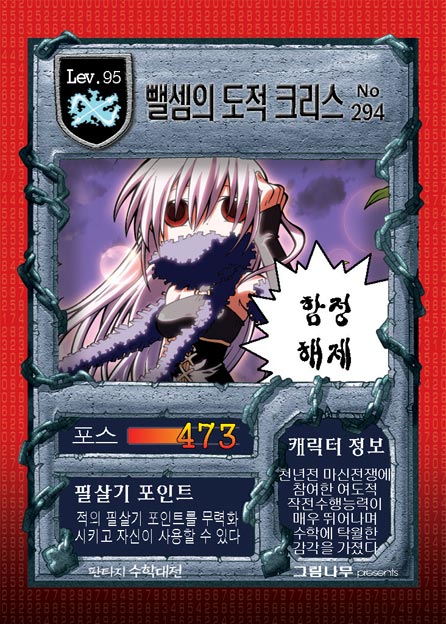 Lev.95
뺄셈의 도적 크리스
No
294
함정
해제
포스 473
필살기 포인트
적의 필살기 포인트를 무력화
시키고 자신이 사용할 수 있다
캐릭터 정보
천년전 마신전쟁에
참여한 여도적
작전수행능력이
매우 뛰어나며
수학에 탁월한
감각을 가졌다
판타지 수학대전
그림나무 presents